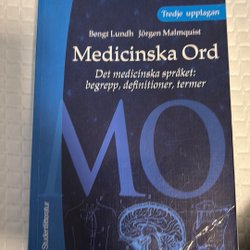 Tredje upplagan
Bengt Lundh Jörgen Malmquist
Medicinska Ord
Det medicinska språket:
begrepp, definitioner, termer
MO
Studentlitteratur